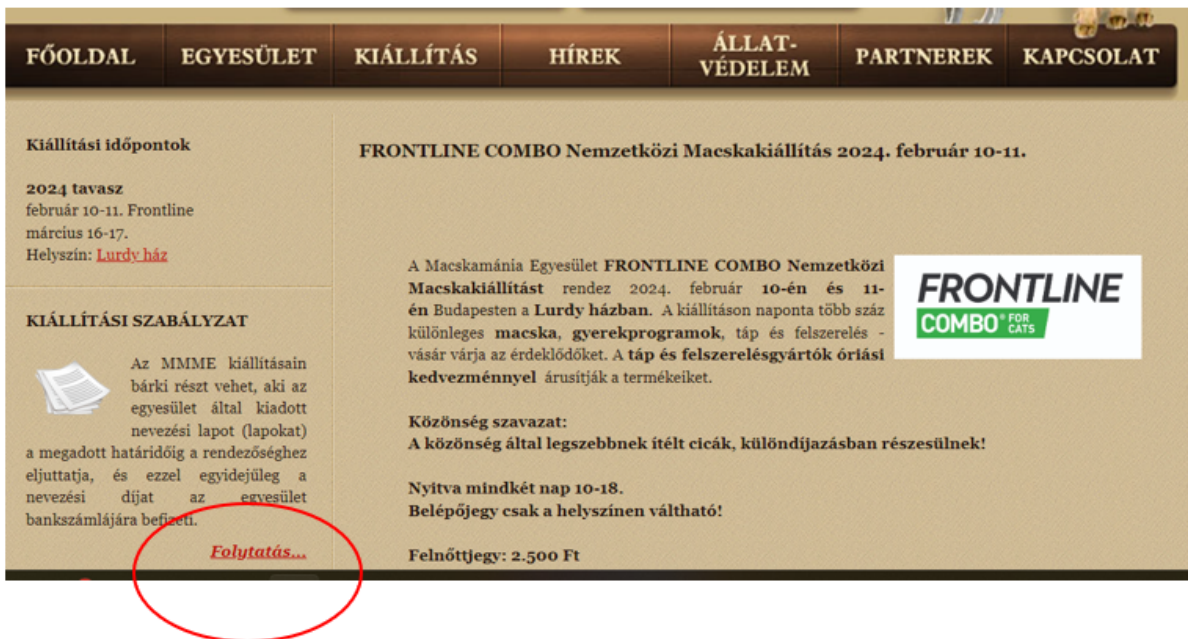 FŐOLDAL
EGYESÜLET
KIÁLLÍTÁS
HÍREK
ÁLLAT-
VÉDELEM
PARTNEREK
KAPCSOLAT
Kiállítási időpontok
2024 tavasz
február 10-11. Frontline
március 16-17.
Helyszín: Lurdy ház
KIÁLLÍTÁSI SZABÁLYZAT
Az MMME kiállításain
bárki részt vehet, aki az
egyesület által kiadott
nevezési lapot (lapokat)
a megadott határidőig a rendezőséghez
eljuttatja, és ezzel egyidejűleg a
nevezési díjat az egyesület
bankszámlájára befizeti.
Folytatás...
FRONTLINE COMBO Nemzetközi Macskakiállítás 2024. február 10-11.
A Macskamánia Egyesület FRONTLINE COMBO Nemzetközi
Macskakiállítást rendez 2024. február 10-én és 11-
én Budapesten a Lurdy házban. A kiállításon naponta több száz
különleges macska, gyerekprogramok, táp és felszerelés -
vásár várja az érdeklődőket. A táp és felszerelésgyártók óriási
kedvezménnyel árusítják a termékeiket.
FRONTLINE
COMBO® FOR CATS
Közönség szavazat:
A közönség által legszebbnek ítélt cicák, különdíjazásban részesülnek!
Nyitva mindkét nap 10-18.
Belépőjegy csak a helyszínen váltható!
Felnőttjegy: 2.500 Ft